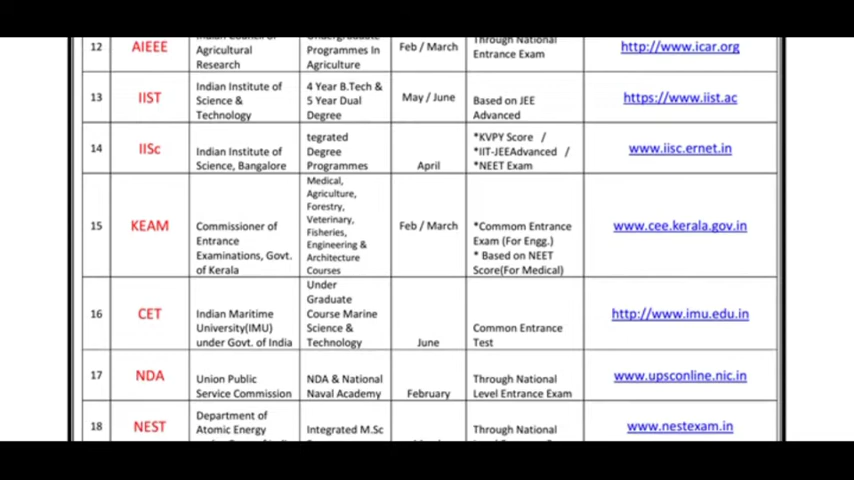 12
AIEEE
Indian Council of
Agricultural
Research
Undergraduate
Programmes In
Agriculture
Feb / March
Through National
Entrance Exam
http://www.icar.org
13
IIST
Indian Institute of
Science &
Technology
4 Year B.Tech &
5 Year Dual
Degree
May / June
Based on JEE
Advanced
https://www.iist.ac
14
IISc
Indian Institute of
Science, Bangalore
tegrated
Degree
Programmes
April
*KVPY Score /
*IIT-JEEAdvanced /
*NEET Exam
www.iisc.ernet.in
15
KEAM
Commissioner of
Entrance
Examinations, Govt.
of Kerala
Medical,
Agriculture,
Forestry,
Veterinary,
Fisheries,
Engineering &
Architecture
Courses
Feb / March
*Commom Entrance
Exam (For Engg.)
* Based on NEET
Score(For Medical)
www.cee.kerala.gov.in
16
CET
Indian Maritime
University(IMU)
under Govt. of India
Under
Graduate
Course Marine
Science &
Technology
June
Common Entrance
Test
http://www.imu.edu.in
17
NDA
Union Public
Service Commission
NDA & National
Naval Academy
February
Through National
Level Entrance Exam
www.upsconline.nic.in
18
NEST
Department of
Atomic Energy
Integrated M.Sc
Through National
www.nestexam.in